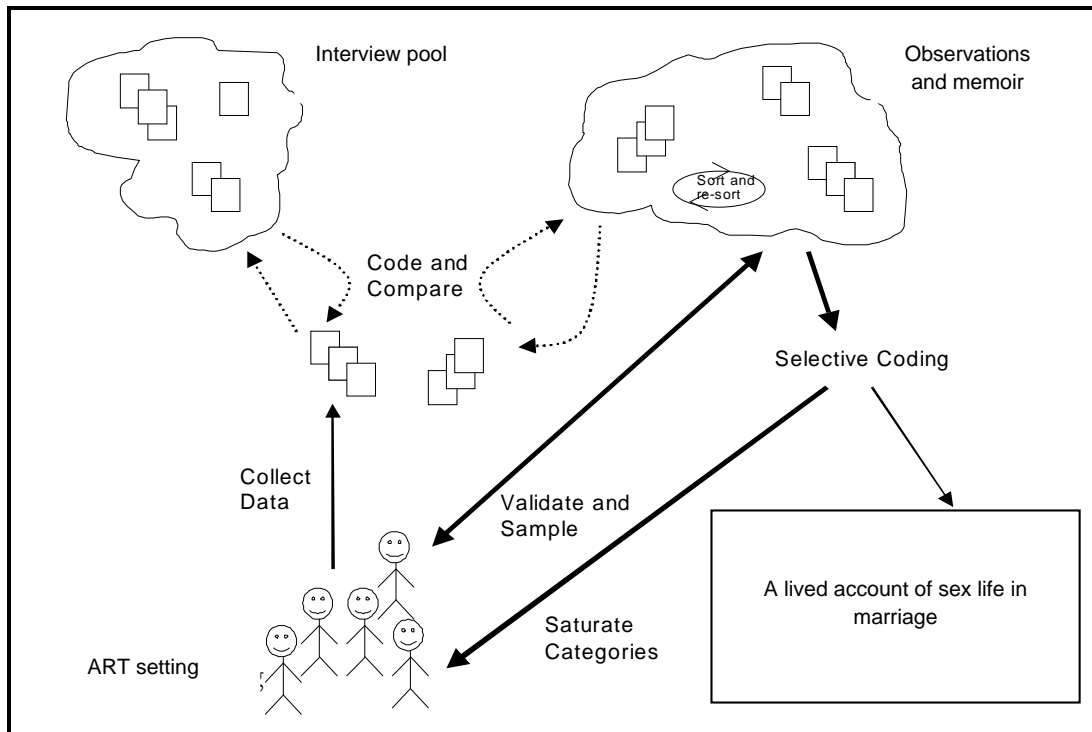 Interview pool
Observations
and memoir
Sort and
re-sort
Code and
Compare
Selective Coding
Collect
Data
Validate and
Sample
A lived account of sex life in
marriage
Saturate
Categories
ART setting